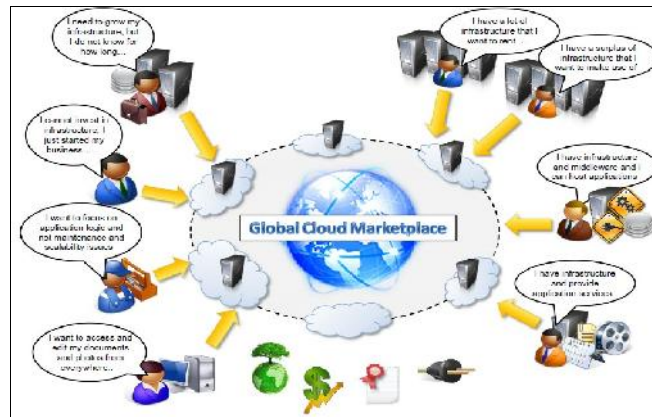 I need to grow my
infrastructure, but
I do not know for
how long...
I have a lot of
infrastructure that I
want to rent...
I have a surplus of
infrastructure that I
want to make use of
I cannot invest in
infrastructure, I
just started my
business...
I have infrastructure
and middleware and I
can host applications
Global Cloud Marketplace
I want to focus on
application logic and
not maintenance and
scalability issues
I have infrastructure
and provide
application services
I want to access and
edit my documents
and photos from
everywhere...